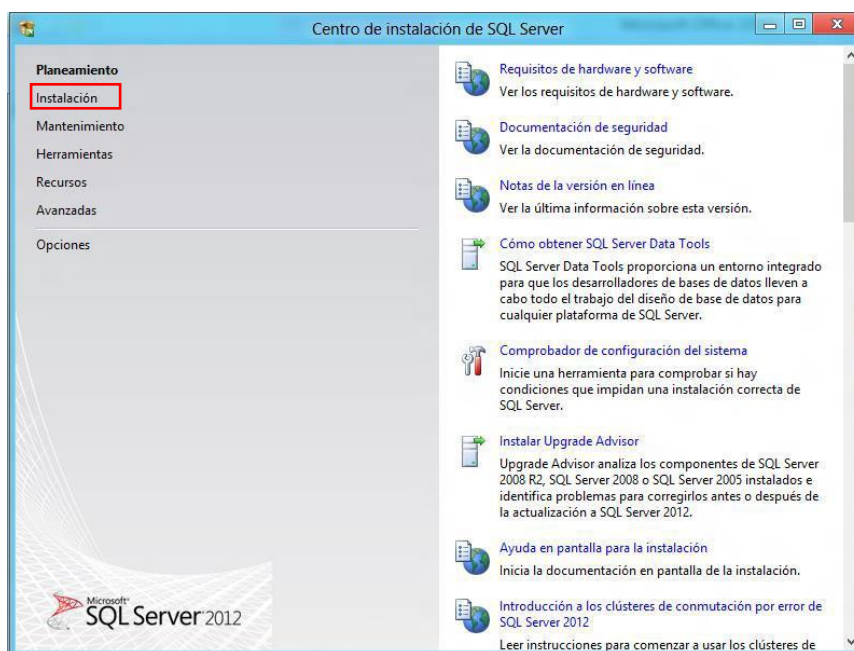 Centro de instalación de SQL Server
Planeamiento
Instalación
Mantenimiento
Herramientas
Recursos
Avanzadas
Opciones
Requisitos de hardware y software
Ver los requisitos de hardware y software.
Documentación de seguridad
Ver la documentación de seguridad.
Notas de la versión en línea
Ver la última información sobre esta versión.
Cómo obtener SQL Server Data Tools
SQL Server Data Tools proporciona un entorno integrado
para que los desarrolladores de bases de datos lleven a
cabo todo el trabajo del diseño de base de datos para
cualquier plataforma de SQL Server.
Comprobador de configuración del sistema
Inicie una herramienta para comprobar si hay
condiciones que impidan una instalación correcta de
SQL Server.
Instalar Upgrade Advisor
Upgrade Advisor analiza los componentes de SQL Server
2008 R2, SQL Server 2008 o SQL Server 2005 instalados e
identifica problemas para corregirlos antes o después de
la actualización a SQL Server 2012.
Ayuda en pantalla para la instalación
Inicia la documentación en pantalla de la instalación.
Introducción a los clústeres de conmutación por error de
SQL Server 2012
Leer instrucciones para comenzar a usar los clústeres de
Microsoft®
SQL Server® 2012